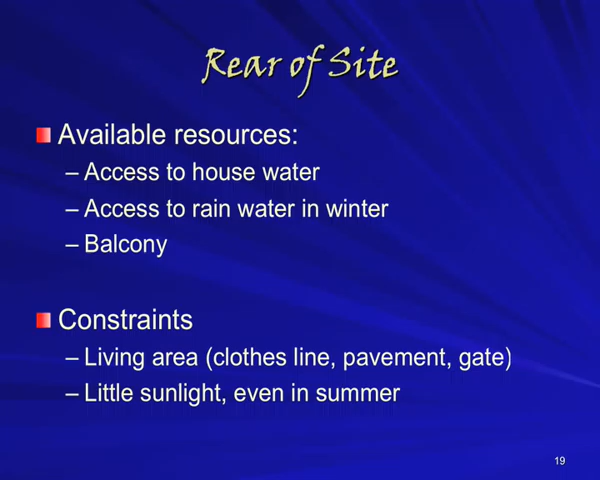 Rear of Site
Available resources:
– Access to house water
– Access to rain water in winter
– Balcony
Constraints
– Living area (clothes line, pavement, gate)
– Little sunlight, even in summer
19